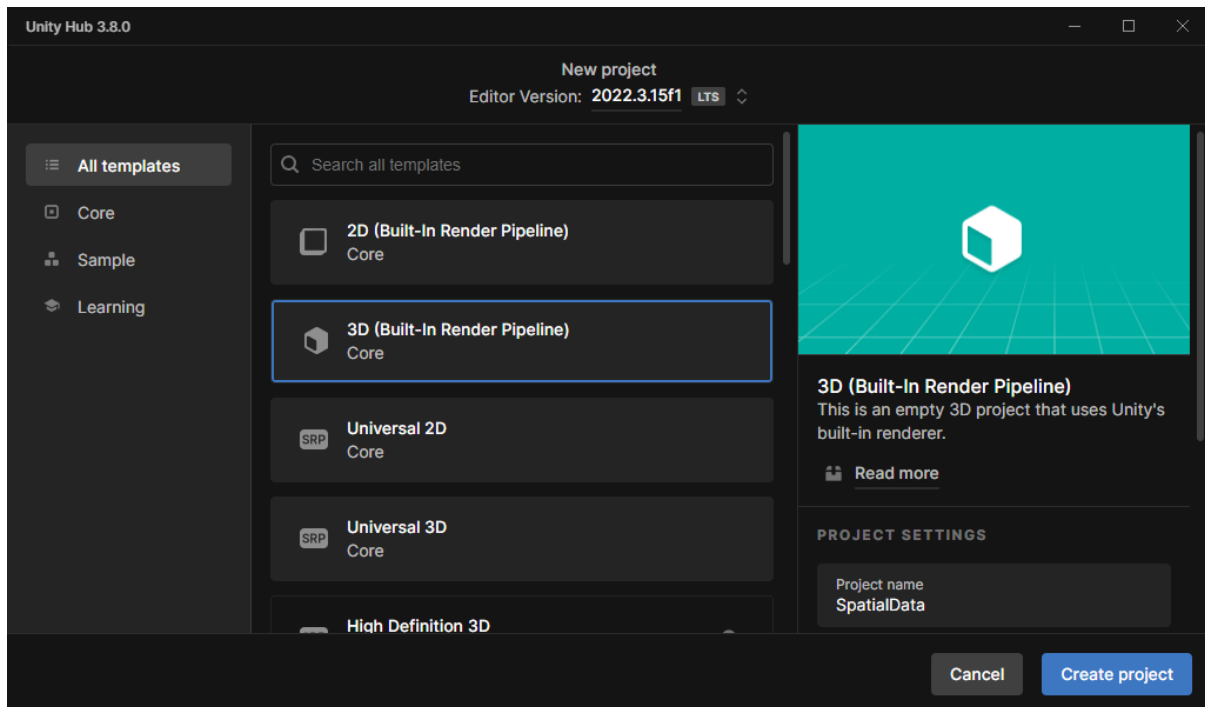 Unity Hub 3.8.0
New project
Editor Version: 2022.3.15f1 LTS
All templates
Core
Sample
Learning
Search all templates
2D (Built-In Render Pipeline)
Core
3D (Built-In Render Pipeline)
Core
Universal 2D
Core
Universal 3D
Core
High Definition 3D
3D (Built-In Render Pipeline)
This is an empty 3D project that uses Unity's
built-in renderer.
Read more
PROJECT SETTINGS
Project name
SpatialData
Cancel
Create project